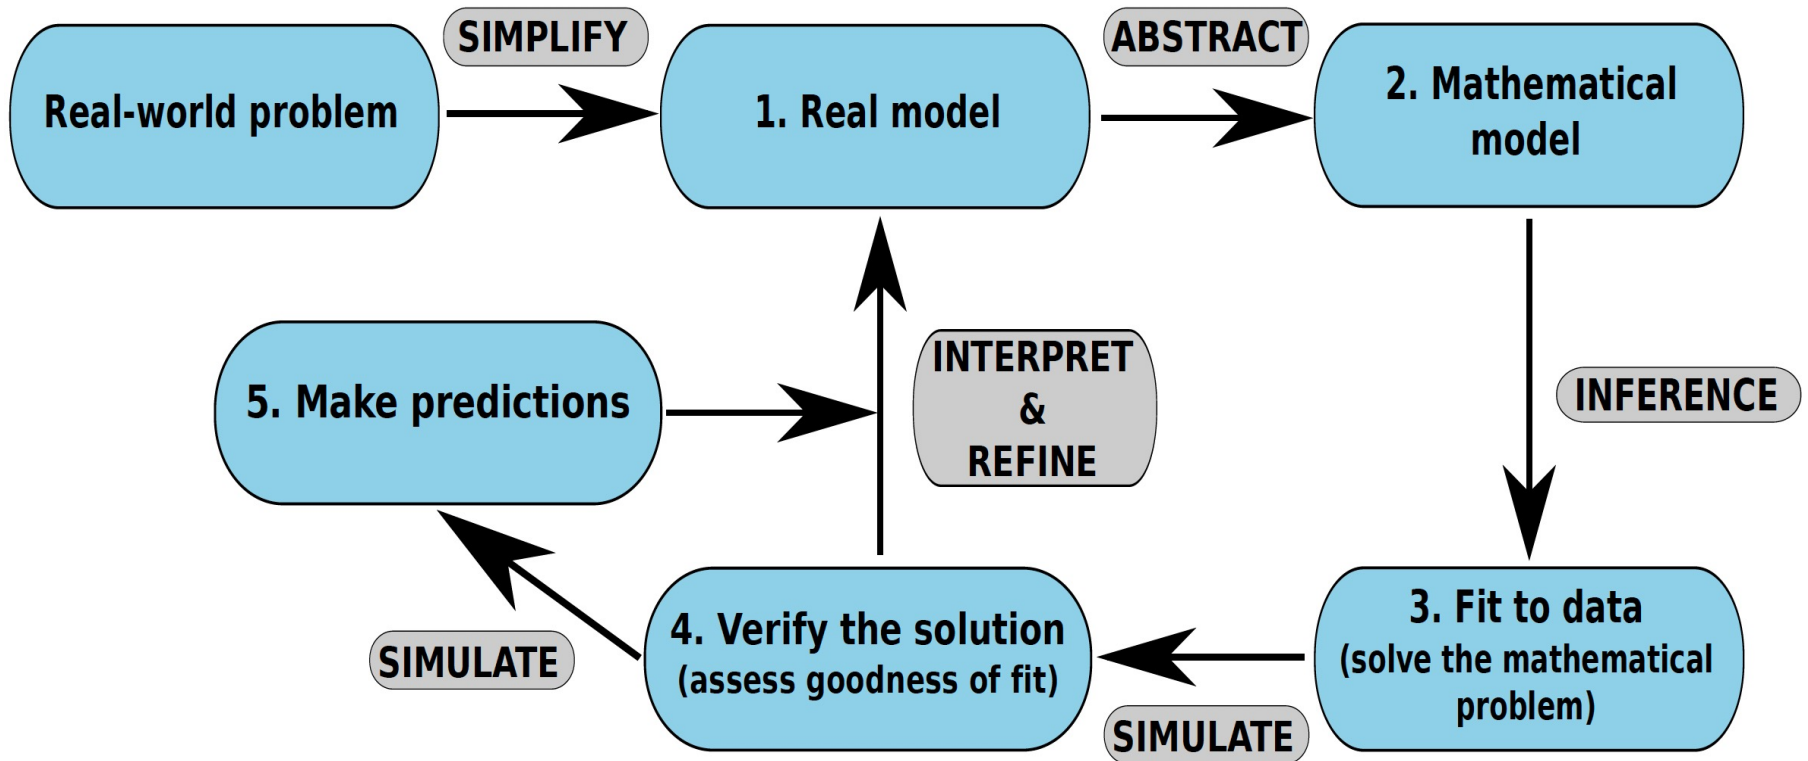 SIMPLIFY
ABSTRACT
Real-world problem
1. Real model
2. Mathematical
model
INTERPRET
&
REFINE
5. Make predictions
INFERENCE
3. Fit to data
(solve the mathematical
problem)
4. Verify the solution
(assess goodness of fit)
SIMULATE
SIMULATE